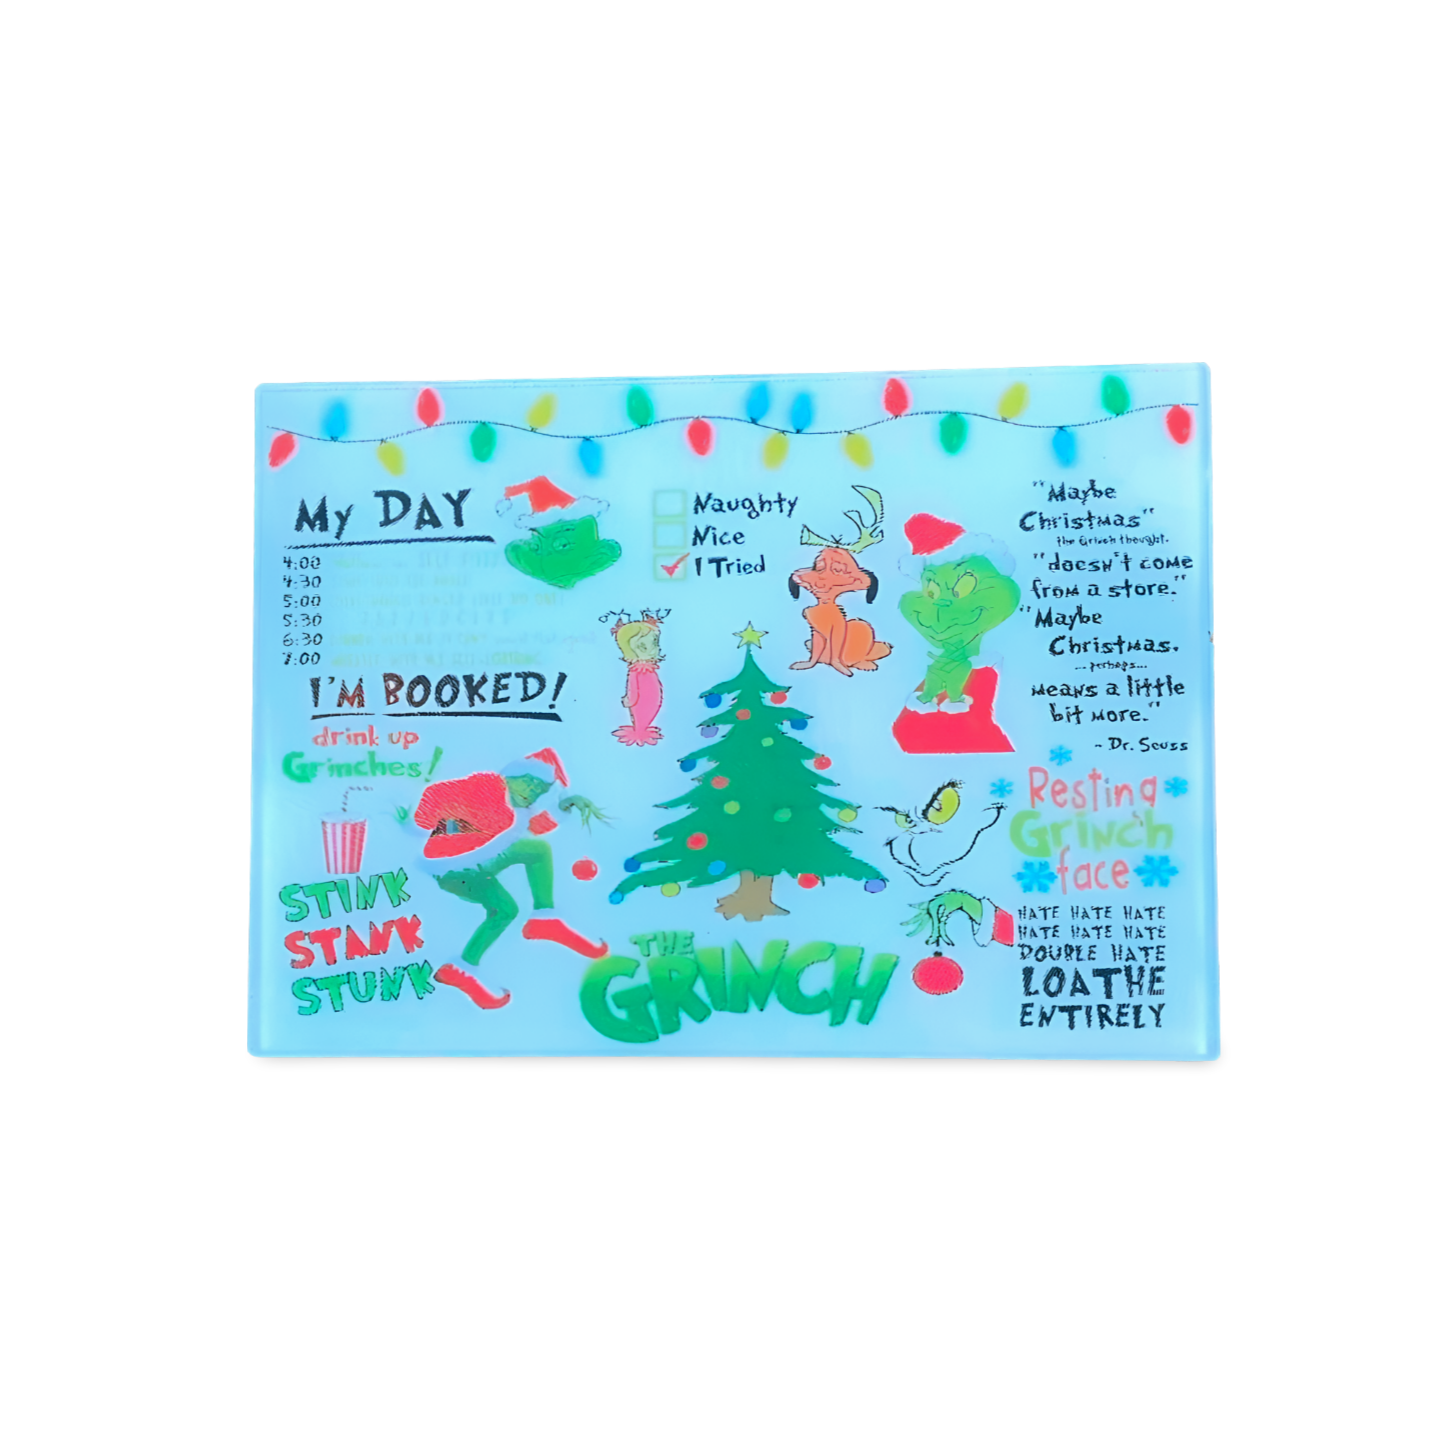 My DAY
4:00
4:30
5:00
5:30
6:30
7:00
I'M BOOKED!
drink up
Grinches!
STINK
STANK
STUNK
Naughty
Nice
I Tried
THE
GRINCH
"Maybe
Christmas"
the Grinch thought.
"doesn't come
from a store."
"Maybe
Christmas.
...perhaps...
means a little
bit more."
- Dr. Seuss
Resting
Grinch
face
HATE HATE HATE
HATE HATE HATE
DOUBLE HATE
LOATHE
ENTIRELY